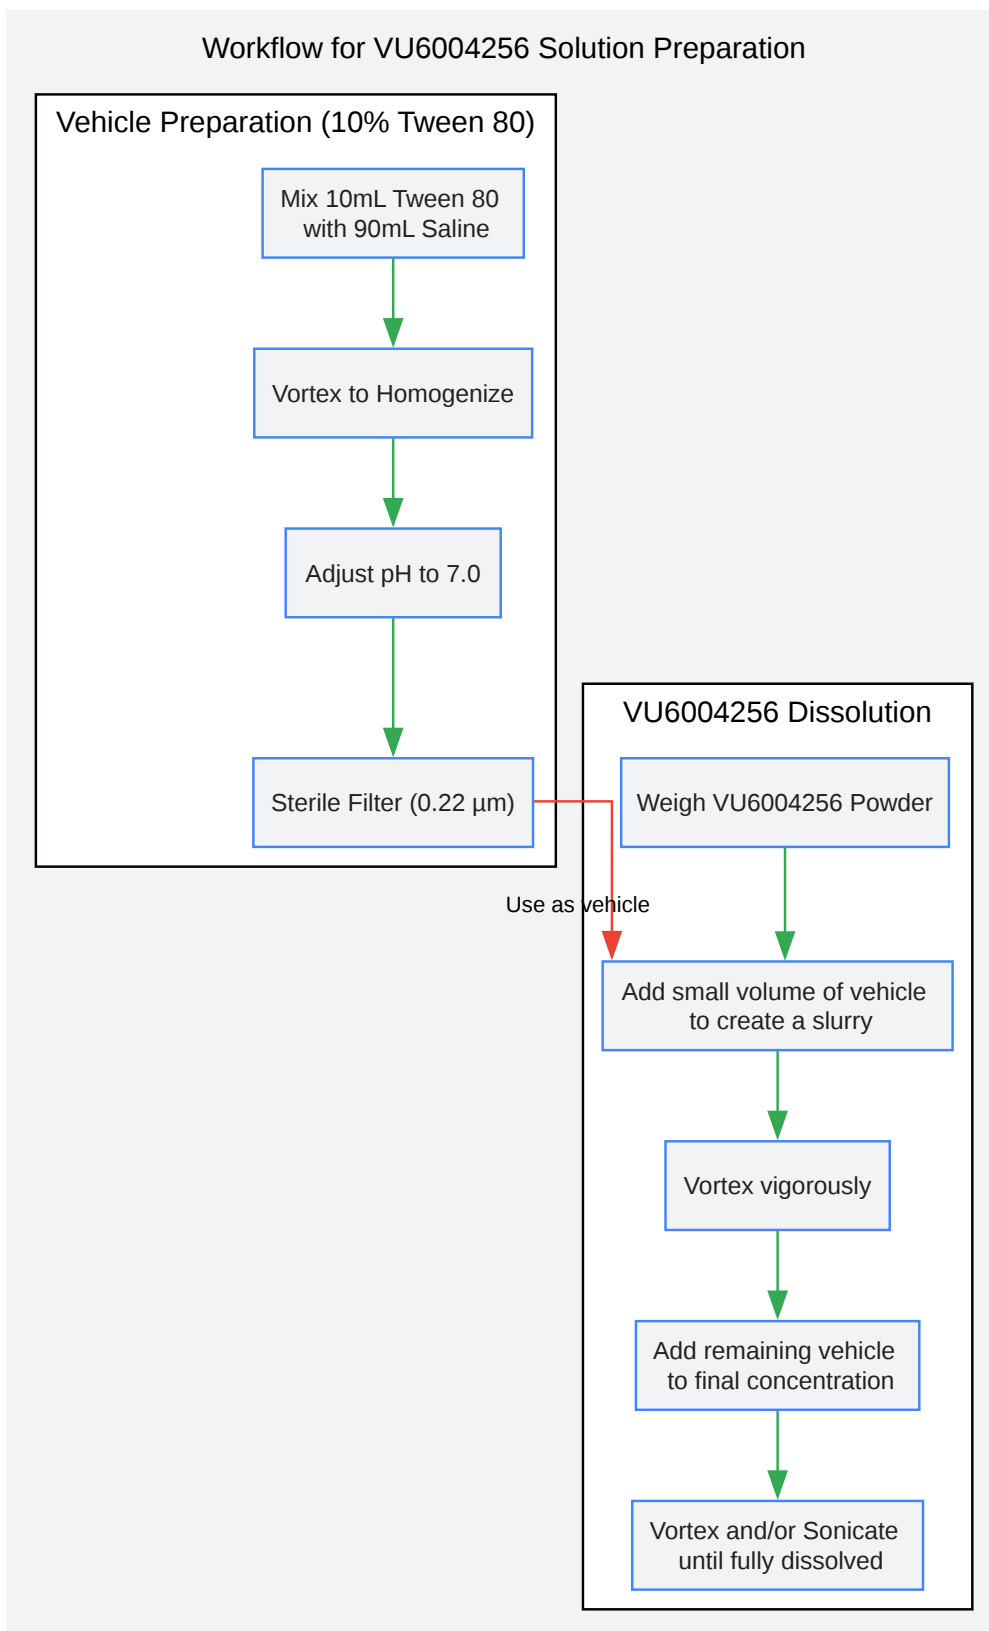 Workflow for VU6004256 Solution Preparation
Vehicle Preparation (10% Tween 80)
Mix 10mL Tween 80
with 90mL Saline
Vortex to Homogenize
Adjust pH to 7.0
Sterile Filter (0.22 µm)
Use as vehicle
VU6004256 Dissolution
Weigh VU6004256 Powder
Add small volume of vehicle
to create a slurry
Vortex vigorously
Add remaining vehicle
to final concentration
Vortex and/or Sonicate
until fully dissolved